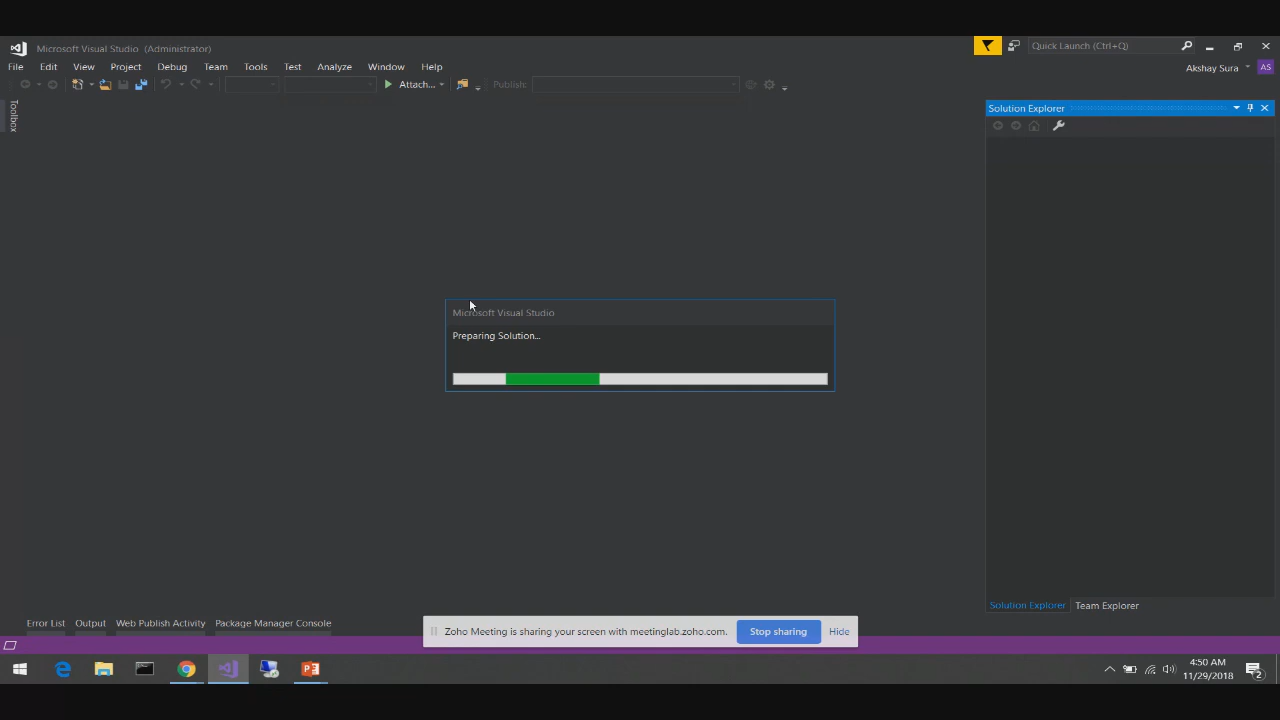 Microsoft Visual Studio (Administrator)
Quick Launch (Ctrl+Q)
File Edit View Project Debug Team Tools Test Analyze Window Help
Akshay Sura AS
Attach... Publish:
Toolbox
Solution Explorer
Microsoft Visual Studio
Preparing Solution...
Solution Explorer Team Explorer
Error List Output Web Publish Activity Package Manager Console
Zoho Meeting is sharing your screen with meetinglab.zoho.com. Stop sharing Hide
4:50 AM
11/29/2018
2